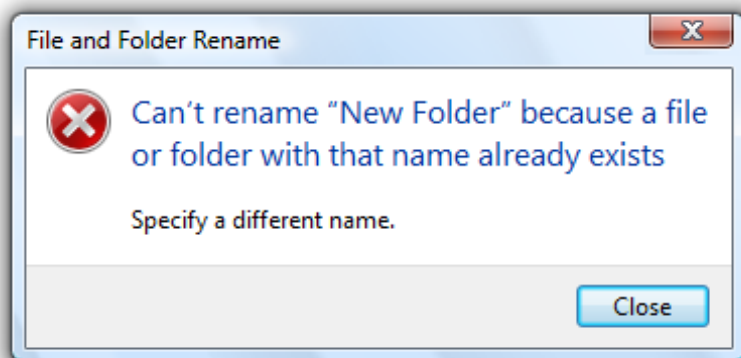 File and Folder Rename
Can't rename “New Folder” because a file
or folder with that name already exists
Specify a different name.
Close